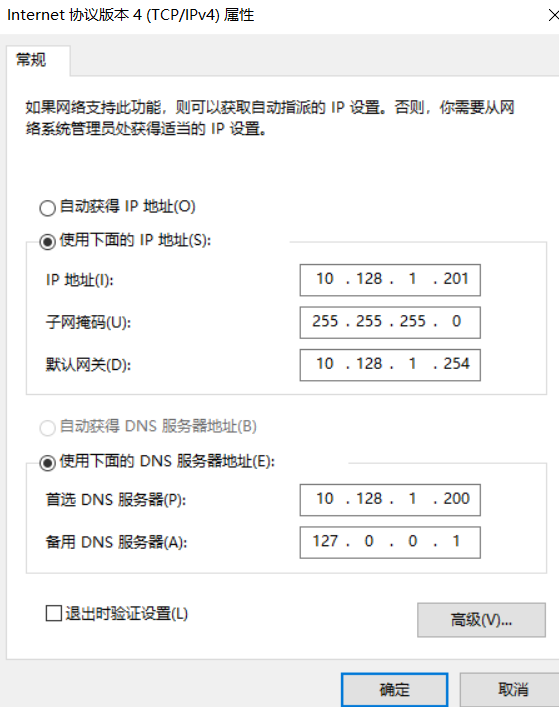 Internet 协议版本 4 (TCP/IPv4) 属性
常规
如果网络支持此功能，则可以获取自动指派的 IP 设置。否则，你需要从网
络系统管理员处获得适当的 IP 设置。
自动获得 IP 地址(O)
使用下面的 IP 地址(S):
IP 地址(I): 10 . 128 . 1 . 201
子网掩码(U): 255 . 255 . 255 . 0
默认网关(D): 10 . 128 . 1 . 254
自动获得 DNS 服务器地址(B)
使用下面的 DNS 服务器地址(E):
首选 DNS 服务器(P): 10 . 128 . 1 . 200
备用 DNS 服务器(A): 127 . 0 . 0 . 1
退出时验证设置(L)
高级(V)...
确定 取消